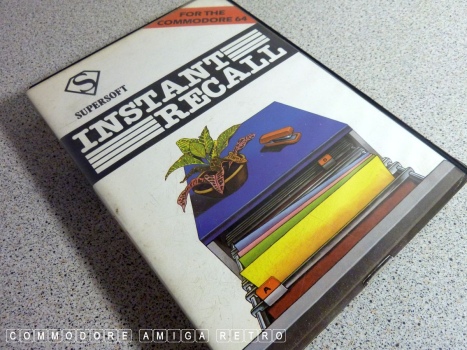 FOR THE
COMMODORE 64
S
SUPERSOFT
INSTANT
RECALL
A
COMMODORE AMIGA RETRO